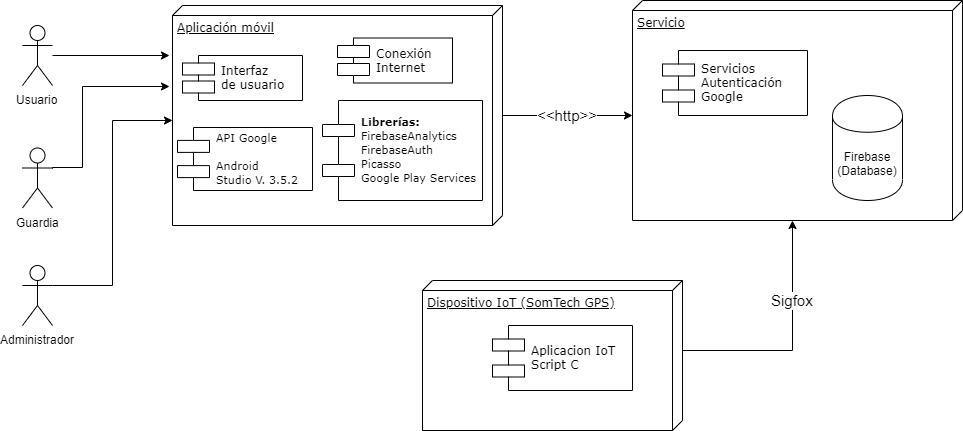 Usuario
Guardia
Administrador
Aplicación móvil
Interfaz
de usuario
Conexión
Internet
API Google
Android
Studio V. 3.5.2
Librerías:
FirebaseAnalytics
FirebaseAuth
Picasso
Google Play Services
<<http>>
Servicio
Servicios
Autenticación
Google
Firebase
(Database)
Sigfox
Dispositivo IoT (SomTech GPS)
Aplicacion IoT
Script C